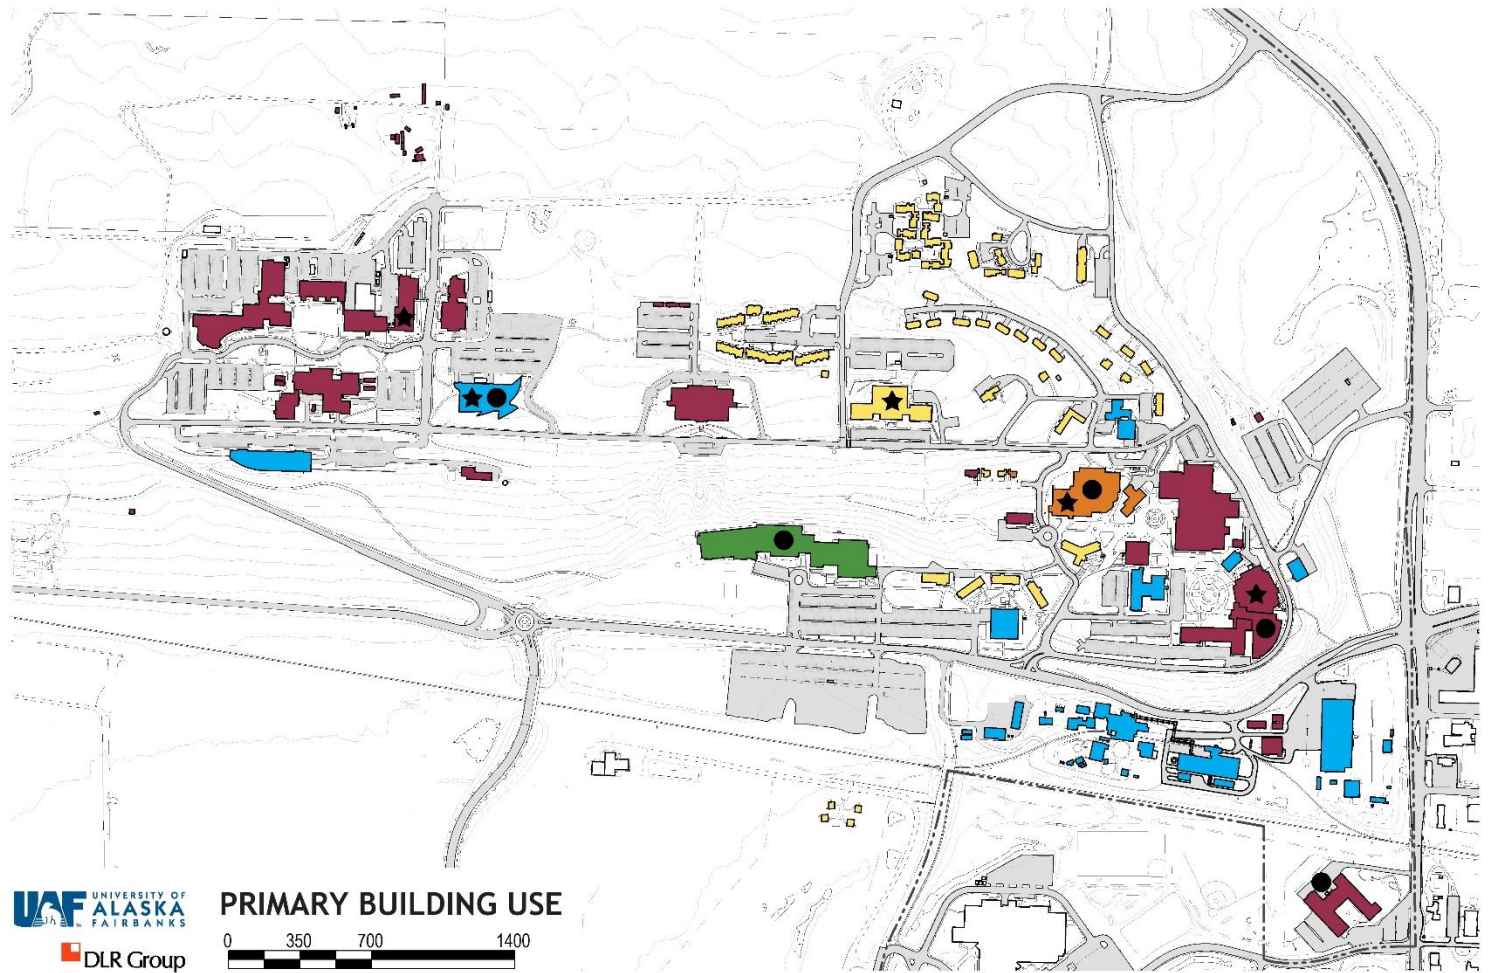 UAF UNIVERSITY OF
ALASKA
FAIRBANKS
DLR Group
PRIMARY BUILDING USE
0 350 700 1400